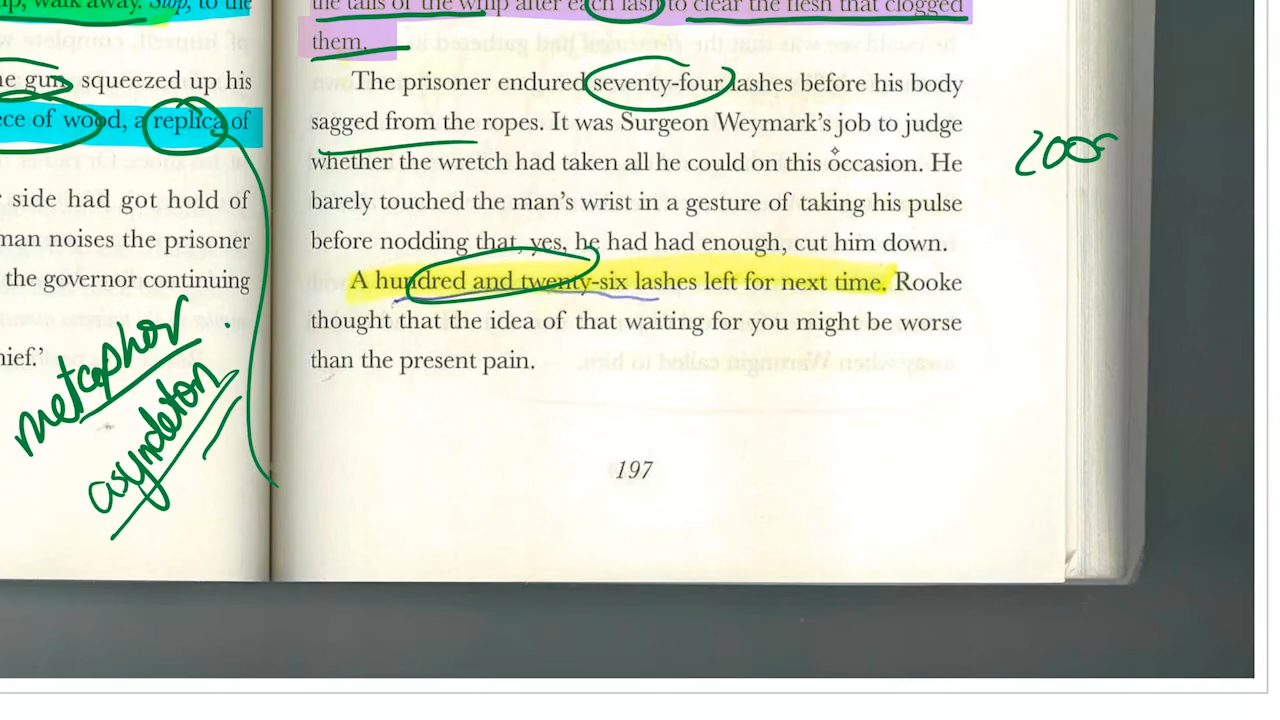 up, walk away. Stop, to the
he gun squeezed up his
ece of wood, a replica of
side had got hold of
man noises the prisoner
the governor continuing
hief.'
metaphor
asyndeton
the tails of the whip after each lash to clear the flesh that clogged
them.
The prisoner endured seventy-four lashes before his body
sagged from the ropes. It was Surgeon Weymark's job to judge
whether the wretch had taken all he could on this occasion. He
barely touched the man's wrist in a gesture of taking his pulse
before nodding that, yes, he had had enough, cut him down.
A hundred and twenty-six lashes left for next time. Rooke
thought that the idea of that waiting for you might be worse
than the present pain.
197